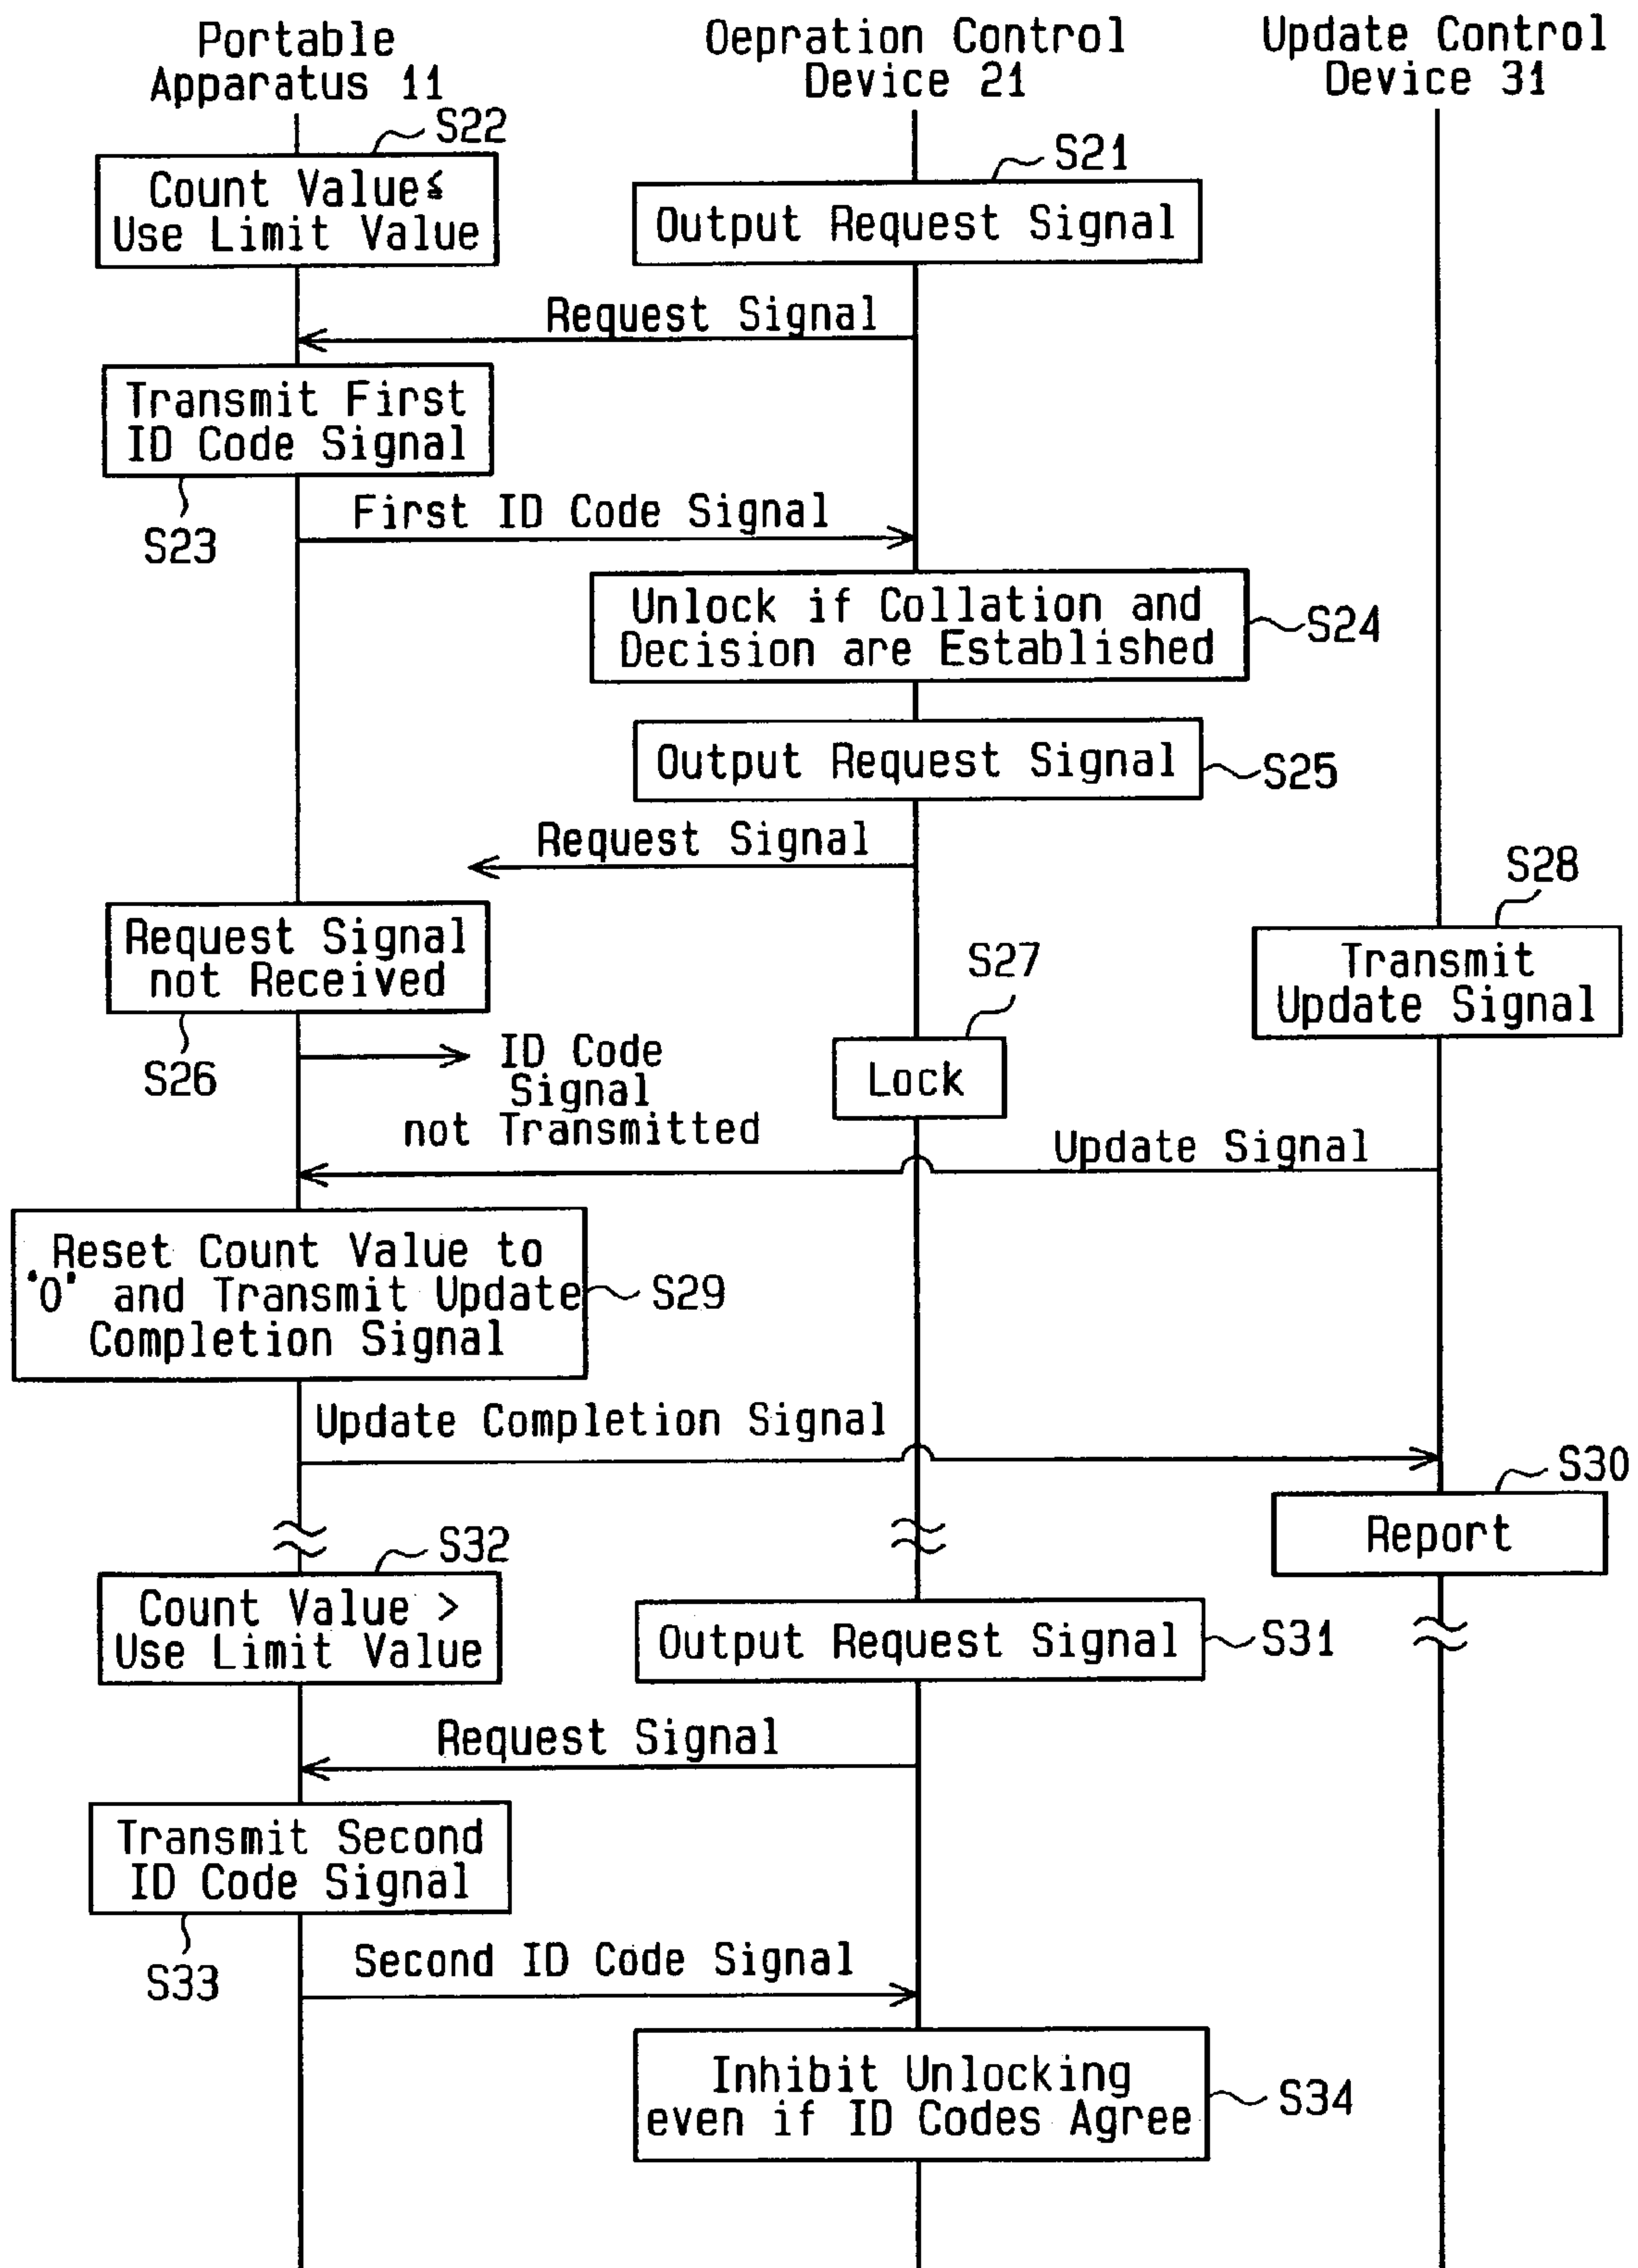 Portable
Apparatus 11
Oepration Control
Device 21
Update Control
Device 31
S22
Count Value≦
Use Limit Value
S21
Output Request Signal
Request Signal
Transmit First
ID Code Signal
S23
First ID Code Signal
Unlock if Collation and
Decision are Established
S24
Output Request Signal
S25
Request Signal
Request Signal
not Received
S26
S28
Transmit
Update Signal
S27
Lock
ID Code
Signal
not Transmitted
Update Signal
Reset Count Value to
"0" and Transmit Update
Completion Signal
S29
Update Completion Signal
S30
Report
S32
Count Value >
Use Limit Value
Output Request Signal
S31
Request Signal
Transmit Second
ID Code Signal
S33
Second ID Code Signal
Inhibit Unlocking
even if ID Codes Agree
S34